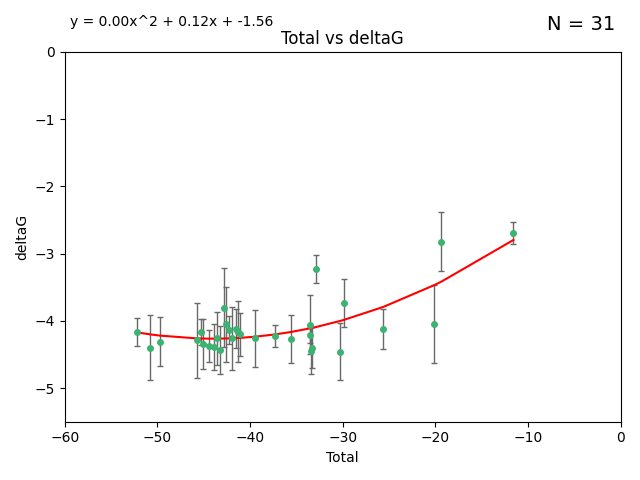 y = 0.00x^2 + 0.12x + -1.56
N = 31
Total vs deltaG
0
−1
−2
−3
−4
−5
deltaG
−60 −50 −40 −30 −20 −10 0
Total